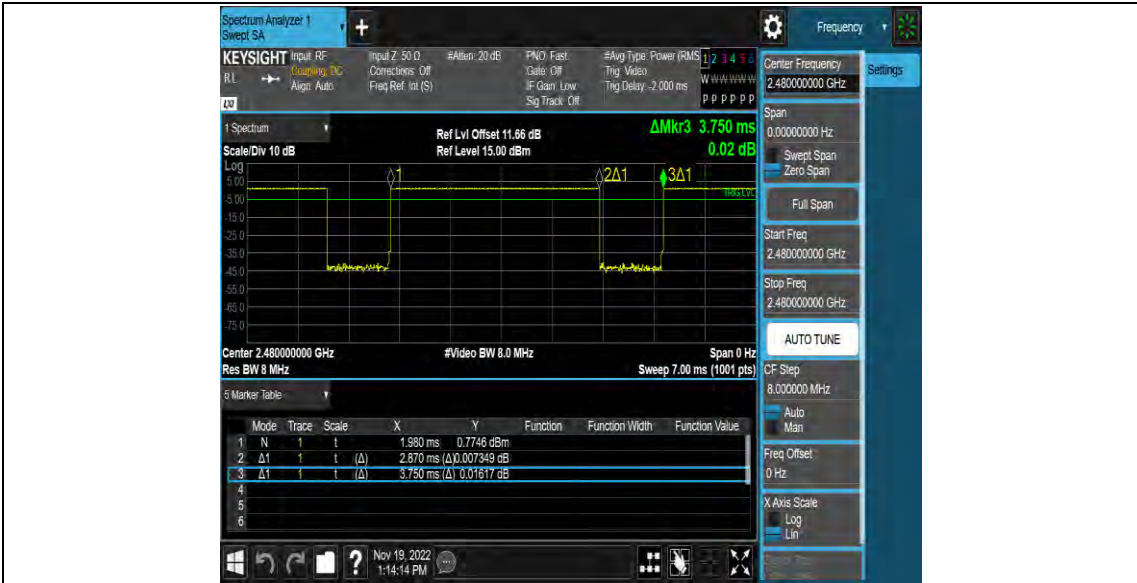 Spectrum Analyzer 1
Swept SA
+
Frequency
KEYSIGHT Input: RF Input Z: 50 Ω #Atten: 20 dB PNO: Fast #Avg Type: Power (RMS 1 2 3 4 5 6
R L Coupling: DC Corrections: Off Gate: Off Trig: Video W W W W W W
Align: Auto Freq Ref: Int (S) IF Gain: Low Trig Delay: -2.000 ms
LXI Sig Track: Off P P P P P P
1 Spectrum
Ref Lvl Offset 11.66 dB ΔMkr3 3.750 ms
Scale/Div 10 dB Ref Level 15.00 dBm 0.02 dB
Log
1 2Δ1 3Δ1
5.00
TRIG LVL
-5.00
-15.0
-25.0
-35.0
-45.0
-55.0
-65.0
-75.0
Center 2.480000000 GHz #Video BW 8.0 MHz Span 0 Hz
Res BW 8 MHz Sweep 7.00 ms (1001 pts)
5 Marker Table
Mode Trace Scale X Y Function Function Width Function Value
1 N 1 t 1.980 ms 0.7746 dBm
2 Δ1 1 t (Δ) 2.870 ms (Δ) 0.007349 dB
3 Δ1 1 t (Δ) 3.750 ms (Δ) 0.01617 dB
4
5
6
? Nov 19, 2022
1:14:14 PM
Center Frequency
2.480000000 GHz
Settings
Span
0.00000000 Hz
Swept Span
Zero Span
Full Span
Start Freq
2.480000000 GHz
Stop Freq
2.480000000 GHz
AUTO TUNE
CF Step
8.000000 MHz
Auto
Man
Freq Offset
0 Hz
X Axis Scale
Log
Lin